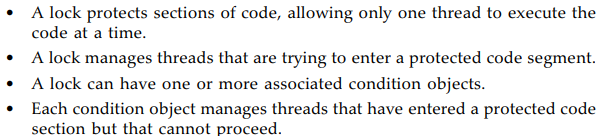 • A lock protects sections of code, allowing only one thread to execute the
code at a time.
• A lock manages threads that are trying to enter a protected code segment.
• A lock can have one or more associated condition objects.
• Each condition object manages threads that have entered a protected code
section but that cannot proceed.